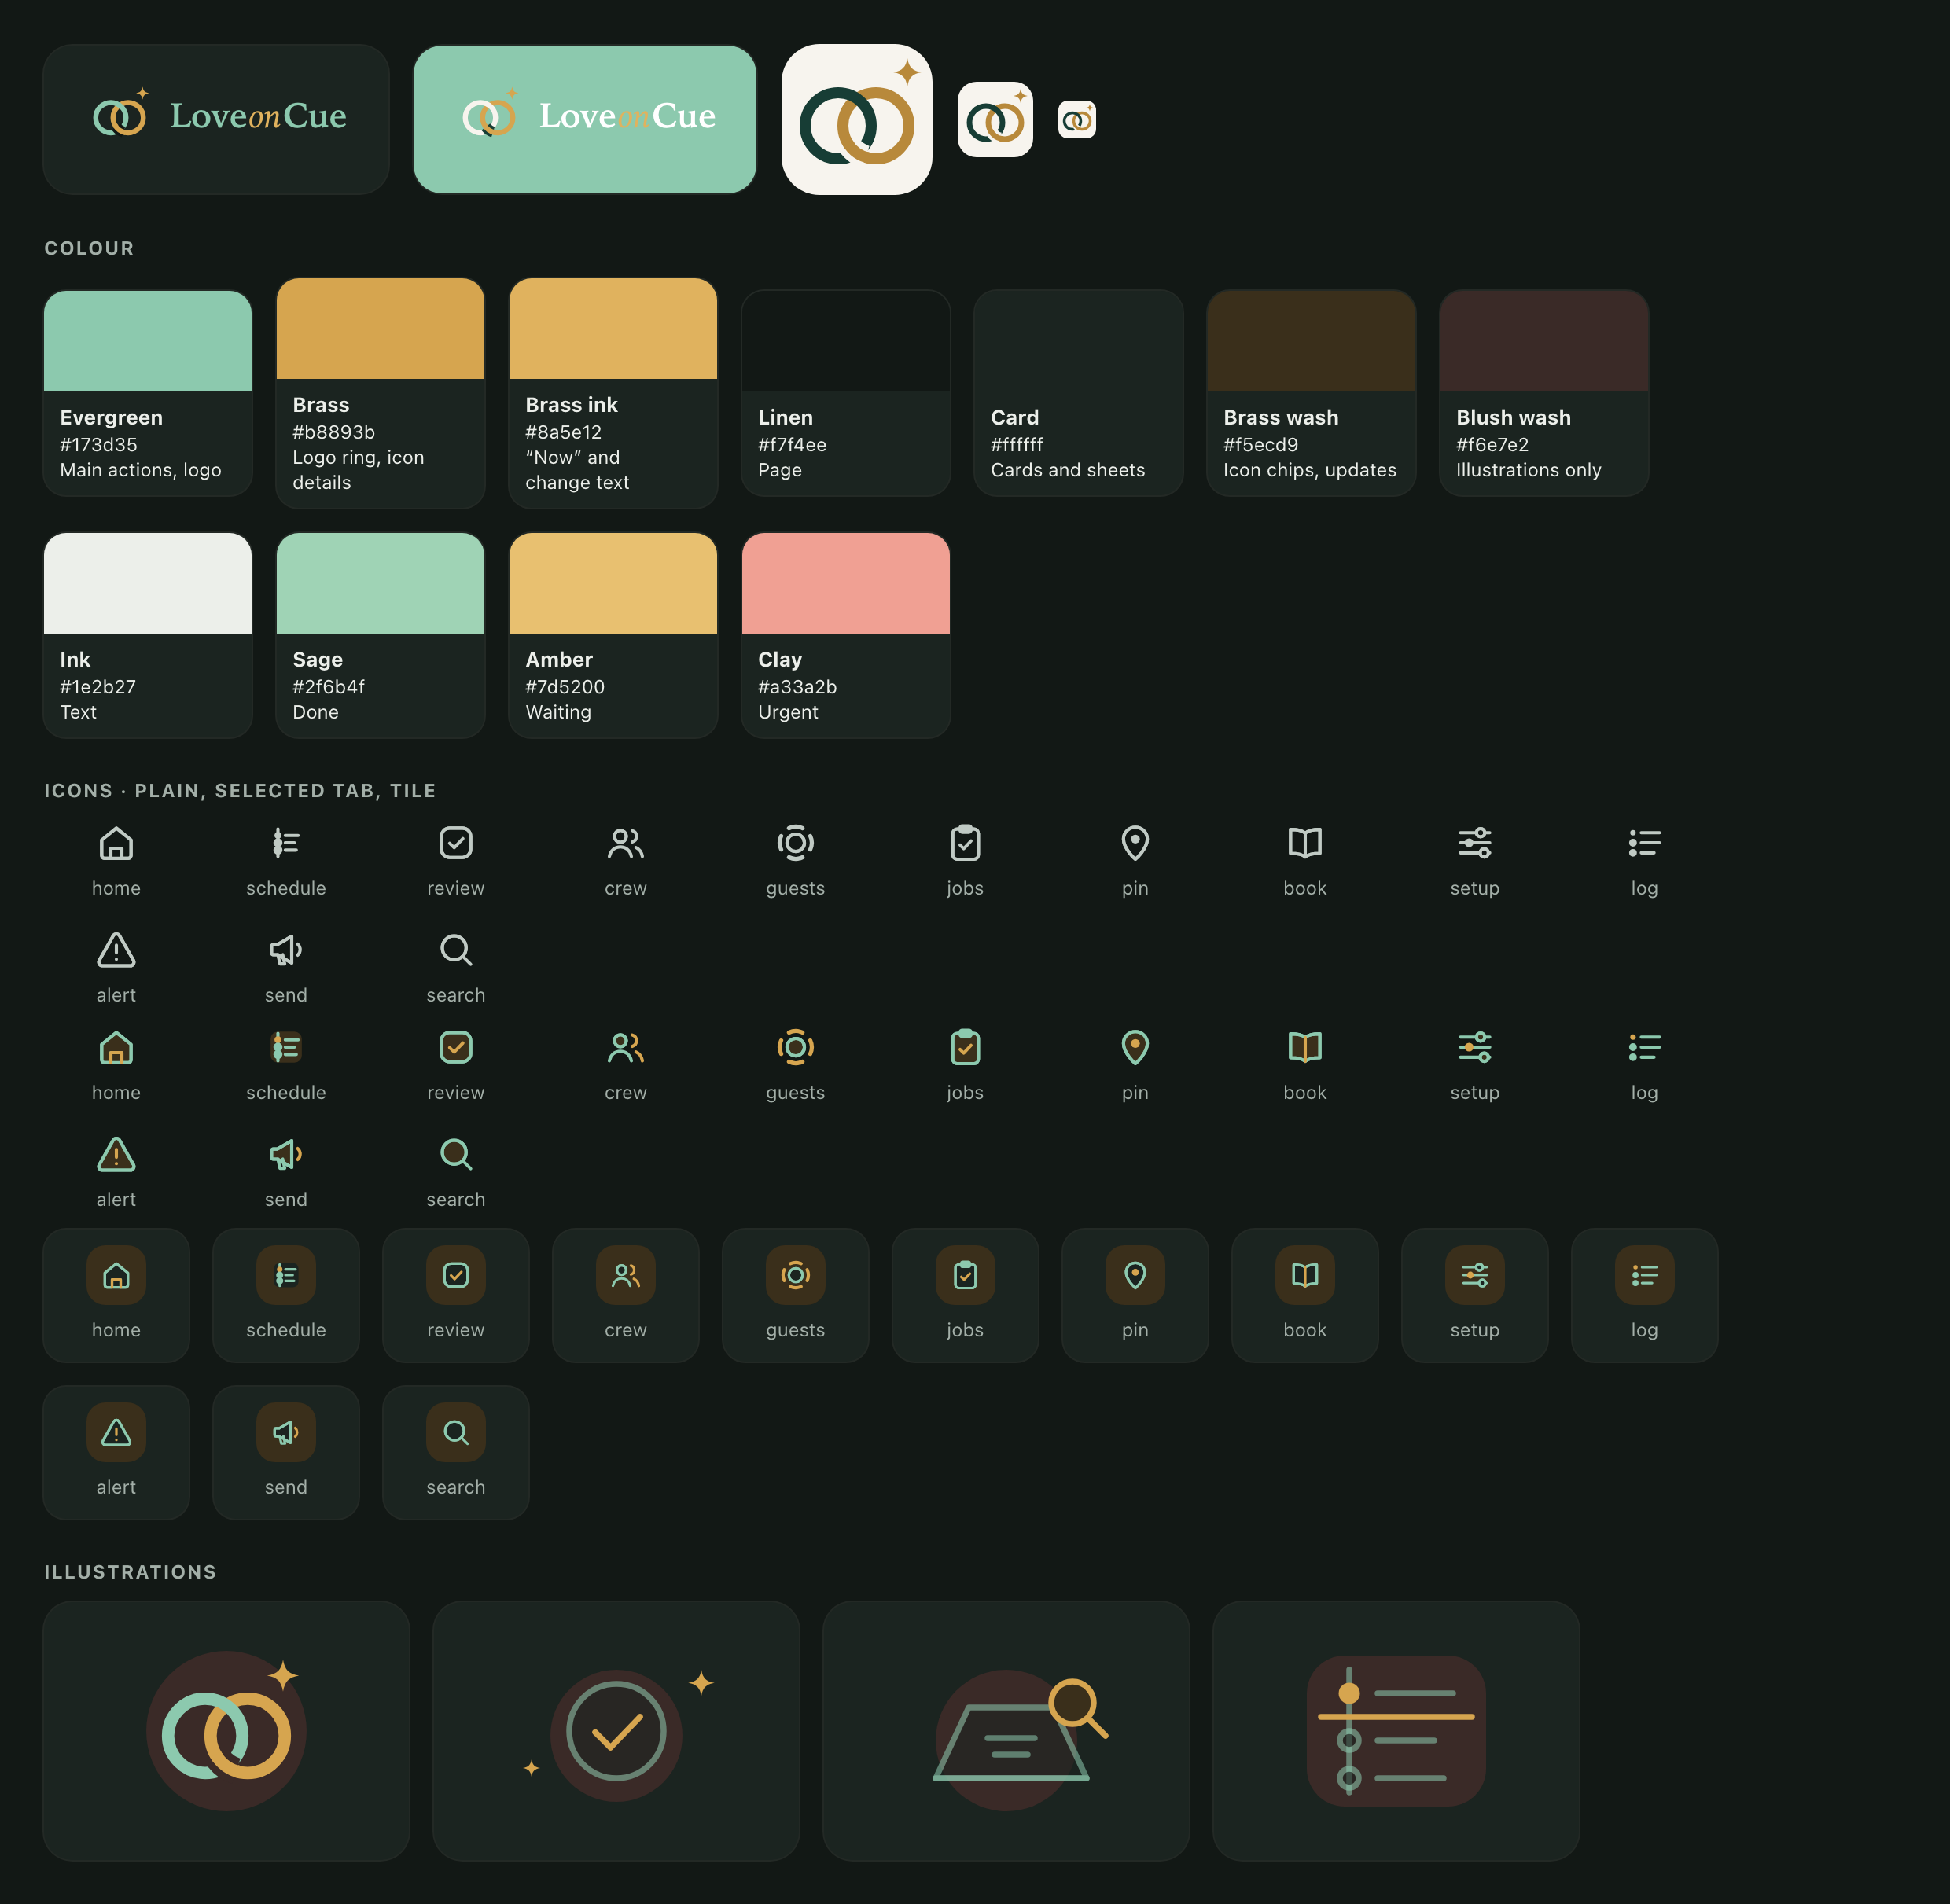 LoveonCue
LoveonCue
COLOUR
Evergreen
#173d35
Main actions, logo
Brass
#b8893b
Logo ring, icon
details
Brass ink
#8a5e12
“Now” and
change text
Linen
#f7f4ee
Page
Card
#ffffff
Cards and sheets
Brass wash
#f5ecd9
Icon chips, updates
Blush wash
#f6e7e2
Illustrations only
Ink
#1e2b27
Text
Sage
#2f6b4f
Done
Amber
#7d5200
Waiting
Clay
#a33a2b
Urgent
ICONS · PLAIN, SELECTED TAB, TILE
home schedule review crew guests jobs pin book setup log
alert send search
home schedule review crew guests jobs pin book setup log
alert send search
home schedule review crew guests jobs pin book setup log
alert send search
ILLUSTRATIONS